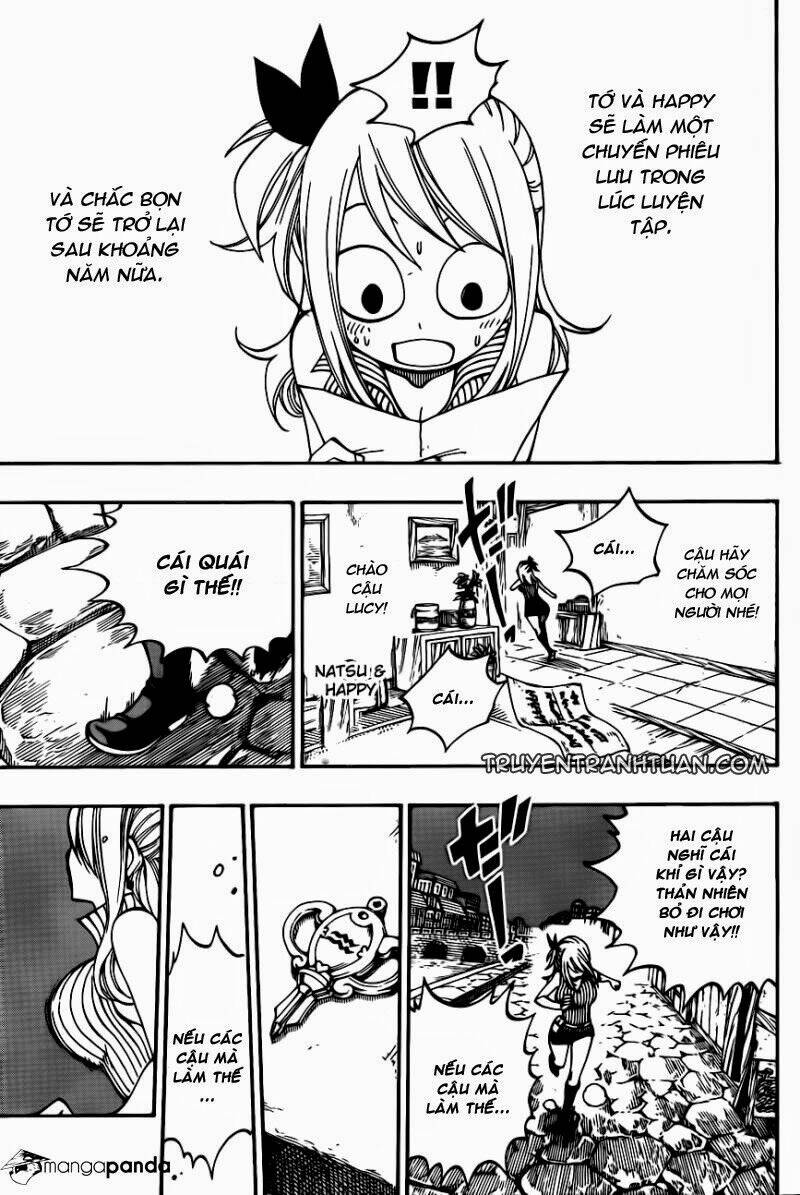 !!
TỚ VÀ HAPPY
SẼ LÀM MỘT
CHUYẾN PHIÊU
LƯU TRONG
LÚC LUYỆN
TẬP.
VÀ CHẮC BỌN
TỚ SẼ TRỞ LẠI
SAU KHOẢNG
NĂM NỮA.
CẬU HÃY
CHĂM SÓC
CHO MỌI
NGƯỜI NHÉ!
CÁI...
CHÀO
CẬU
LUCY!
NATSU &
HAPPY
CÁI...
CÁI QUÁI
GÌ THẾ!!
TRUYENTRANHTUAN.COM
HAI CẬU
NGHĨ CÁI
KHỈ GÌ VẬY?
THẢN NHIÊN
BỎ ĐI CHƠI
NHƯ VẬY!!
NẾU CÁC
CẬU MÀ
LÀM THẾ...
NẾU CÁC
CẬU MÀ
LÀM THẾ
...
mangapanda